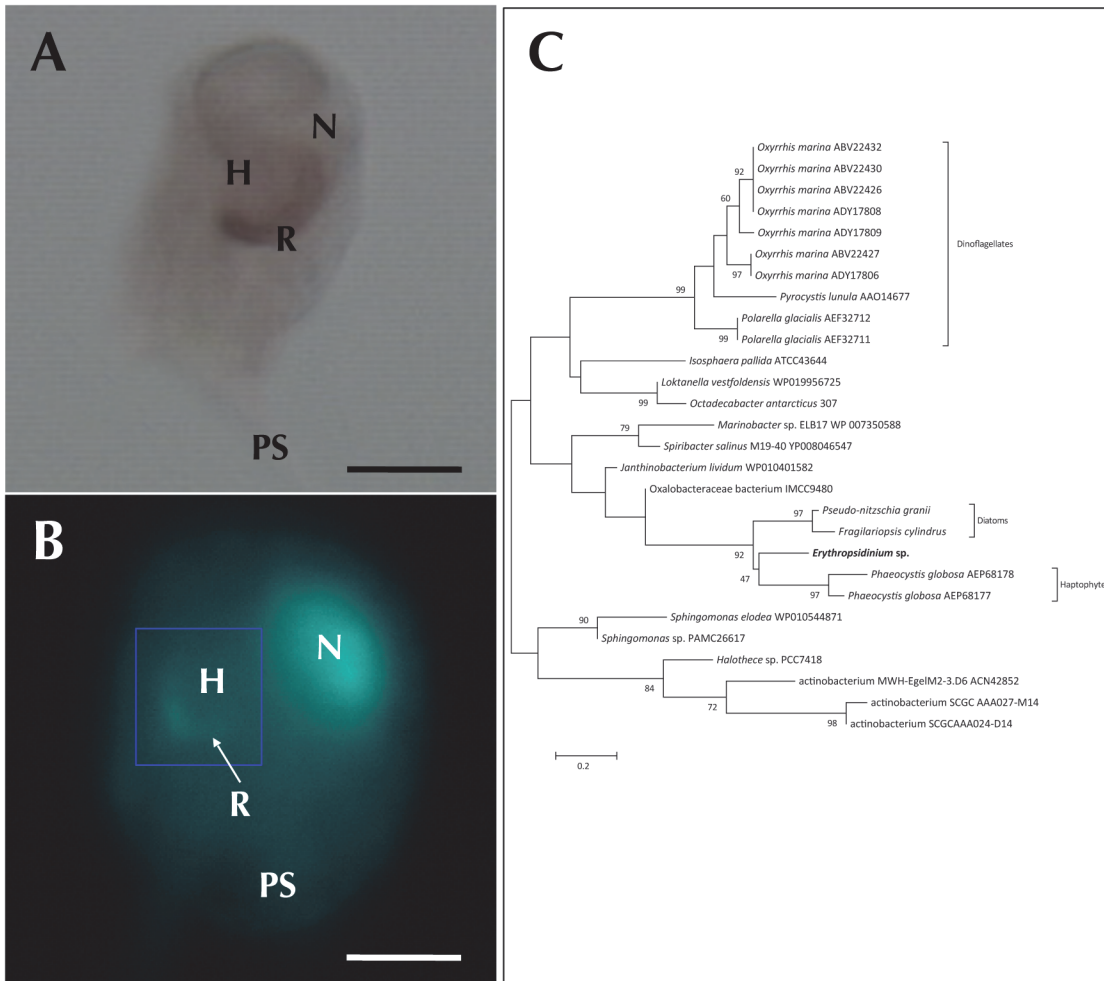 A
N
H
R
PS
B
N
H
R
PS
C
Oxyrrhis marina ABV22432
Oxyrrhis marina ABV22430
92
Oxyrrhis marina ABV22426
60
Oxyrrhis marina ADY17808
Oxyrrhis marina ADY17809
Oxyrrhis marina ABV22427
97
Oxyrrhis marina ADY17806
99
Pyrocystis lunula AAO14677
Polarella glacialis AEF32712
99
Polarella glacialis AEF32711
Dinoflagellates
Isosphaera pallida ATCC43644
Loktanella vestfoldensis WP019956725
99
Octadecabacter antarcticus 307
Marinobacter sp. ELB17 WP 007350588
79
Spiribacter salinus M19-40 YP008046547
Janthinobacterium lividum WP010401582
Oxalobacteraceae bacterium IMCC9480
Pseudo-nitzschia granii
97
Fragilariopsis cylindrus
Diatoms
92
Erythropsidinium sp.
47
Phaeocystis globosa AEP68178
97
Phaeocystis globosa AEP68177
Haptophyte
Sphingomonas elodea WP010544871
90
Sphingomonas sp. PAMC26617
Halothece sp. PCC7418
84
actinobacterium MWH-EgelM2-3.D6 ACN42852
72
actinobacterium SCGC AAA027-M14
98
actinobacterium SCGCAAA024-D14
0.2